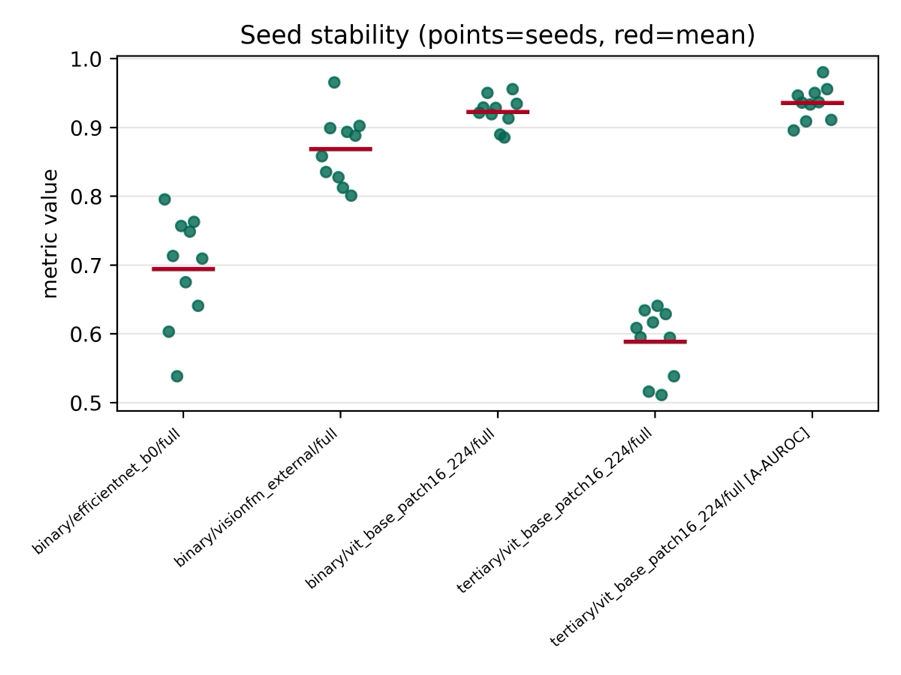 Seed stability (points=seeds, red=mean)
metric value
1.0
0.9
0.8
0.7
0.6
0.5
binary/efficientnet_b0/full
binary/visionfm_external/full
binary/vit_base_patch16_224/full
tertiary/vit_base_patch16_224/full
tertiary/vit_base_patch16_224/full [A-AUROC]